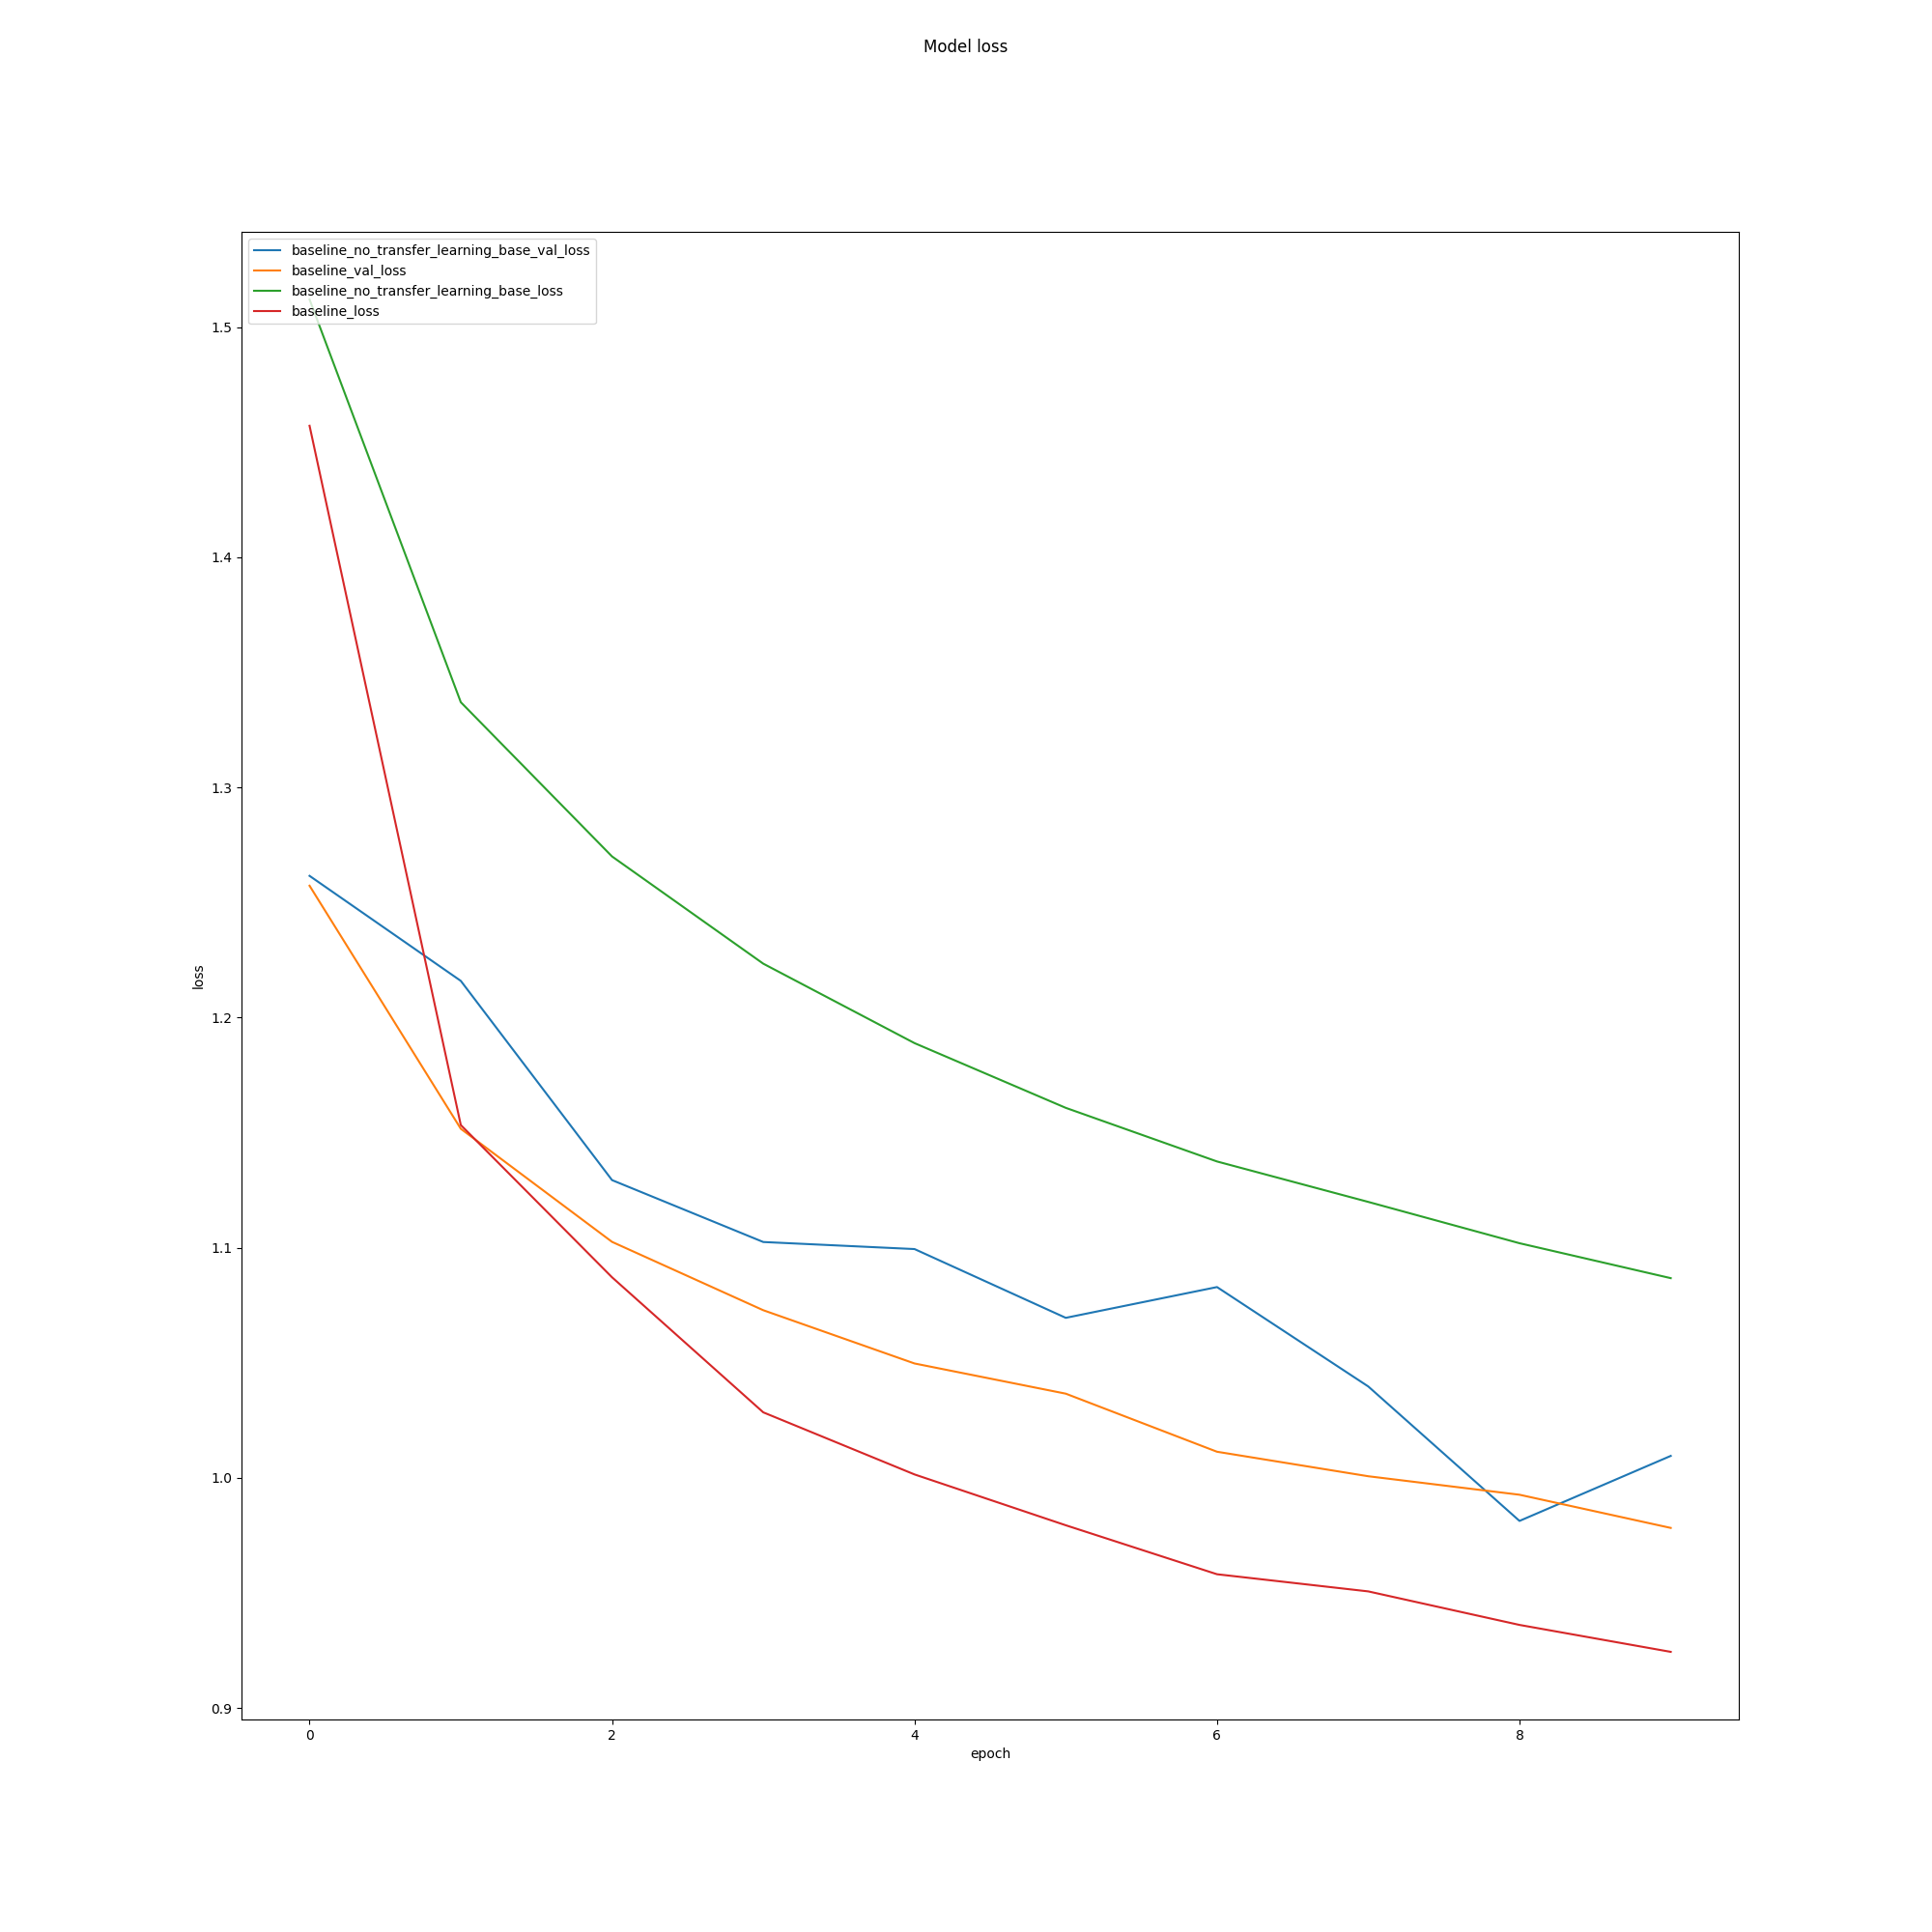 Model loss
baseline_no_transfer_learning_base_val_loss
baseline_val_loss
baseline_no_transfer_learning_base_loss
baseline_loss
1.5
1.4
1.3
1.2
1.1
1.0
0.9
loss
0 2 4 6 8
epoch